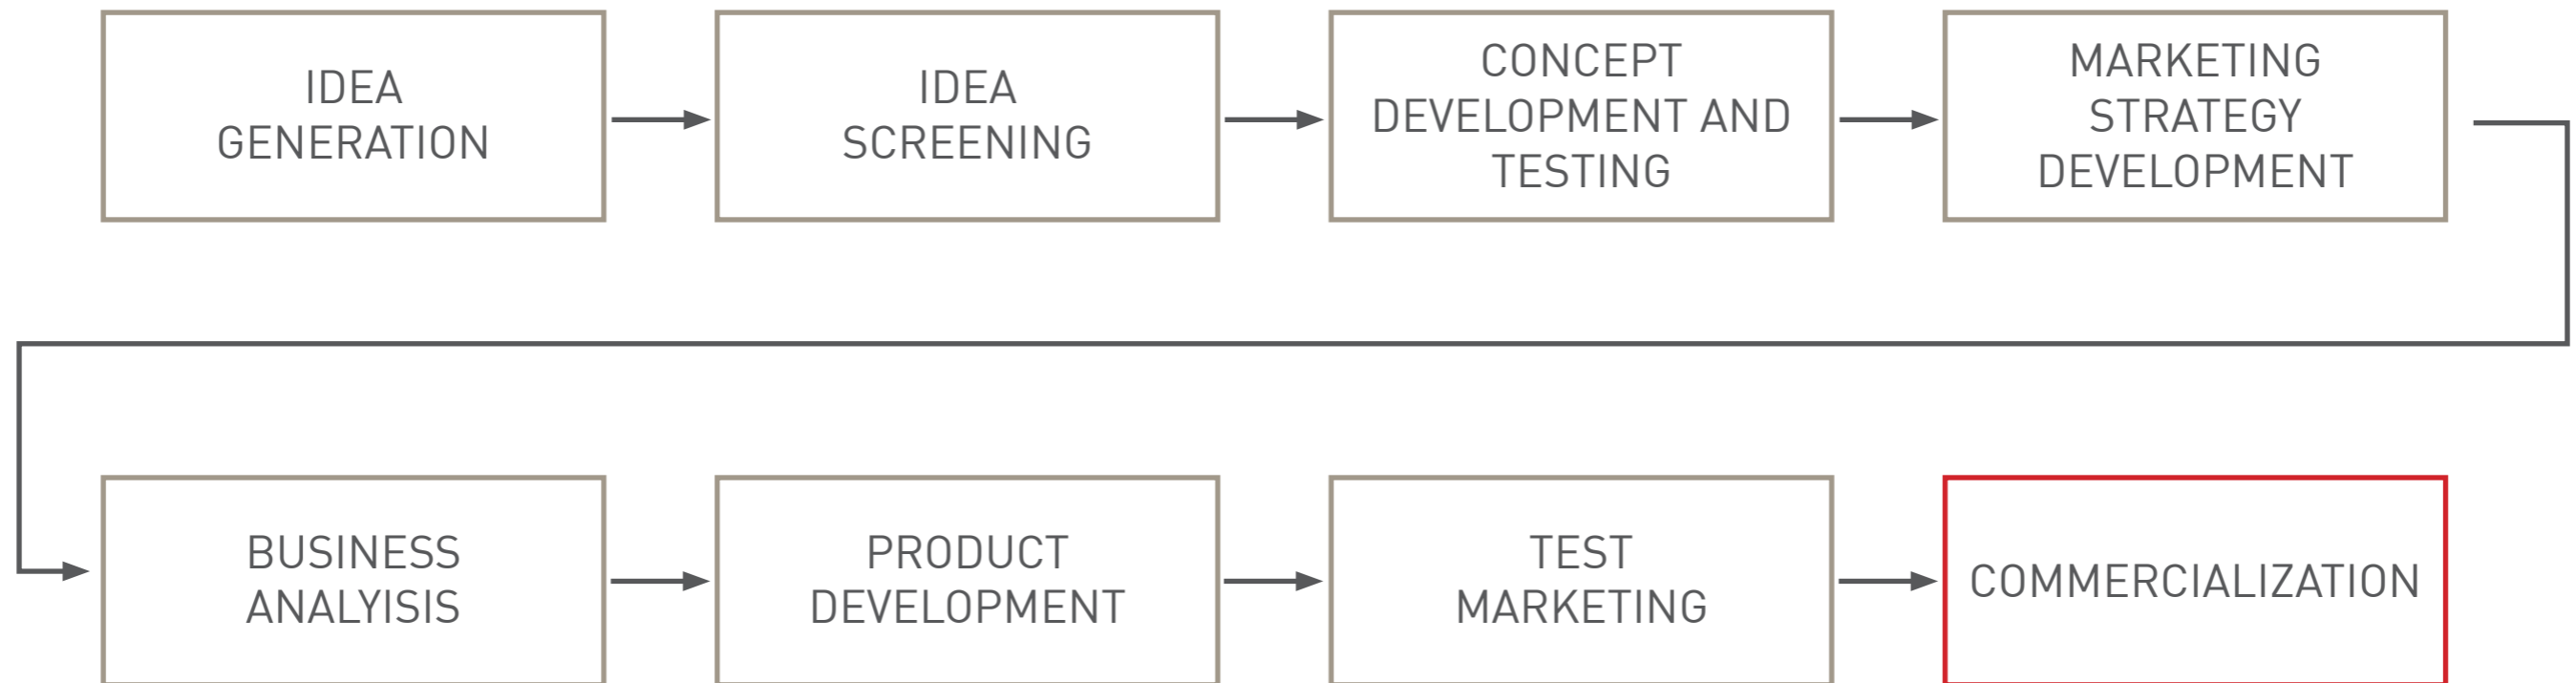 IDEA
GENERATION
IDEA
SCREENING
CONCEPT
DEVELOPMENT AND
TESTING
MARKETING
STRATEGY
DEVELOPMENT
BUSINESS
ANALYISIS
PRODUCT
DEVELOPMENT
TEST
MARKETING
COMMERCIALIZATION